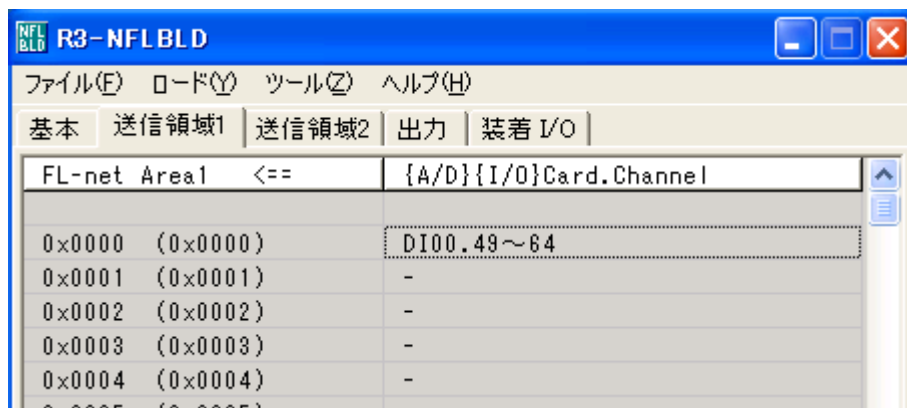 NFL BLD R3-NFLBLD
ファイル(F) ロード(Y) ツール(Z) ヘルプ(H)
基本 送信領域1 送信領域2 出力 装着 I/O
FL-net Area1 <== {A/D}{I/O}Card.Channel
0x0000 (0x0000) DI00.49～64
0x0001 (0x0001) -
0x0002 (0x0002) -
0x0003 (0x0003) -
0x0004 (0x0004) -